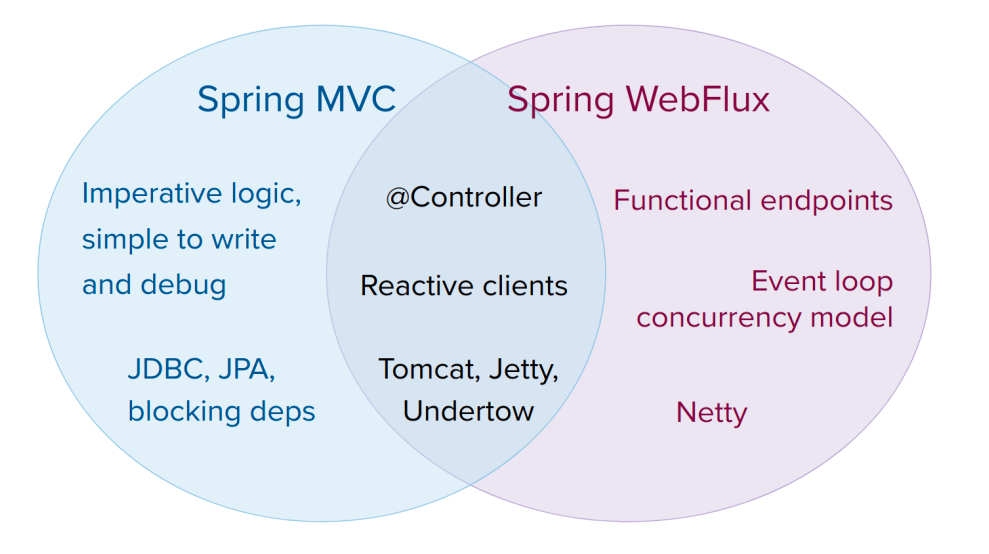 Spring MVC
Spring WebFlux
Imperative logic,
simple to write
and debug
JDBC, JPA,
blocking deps
@Controller
Reactive clients
Tomcat, Jetty,
Undertow
Functional endpoints
Event loop
concurrency model
Netty